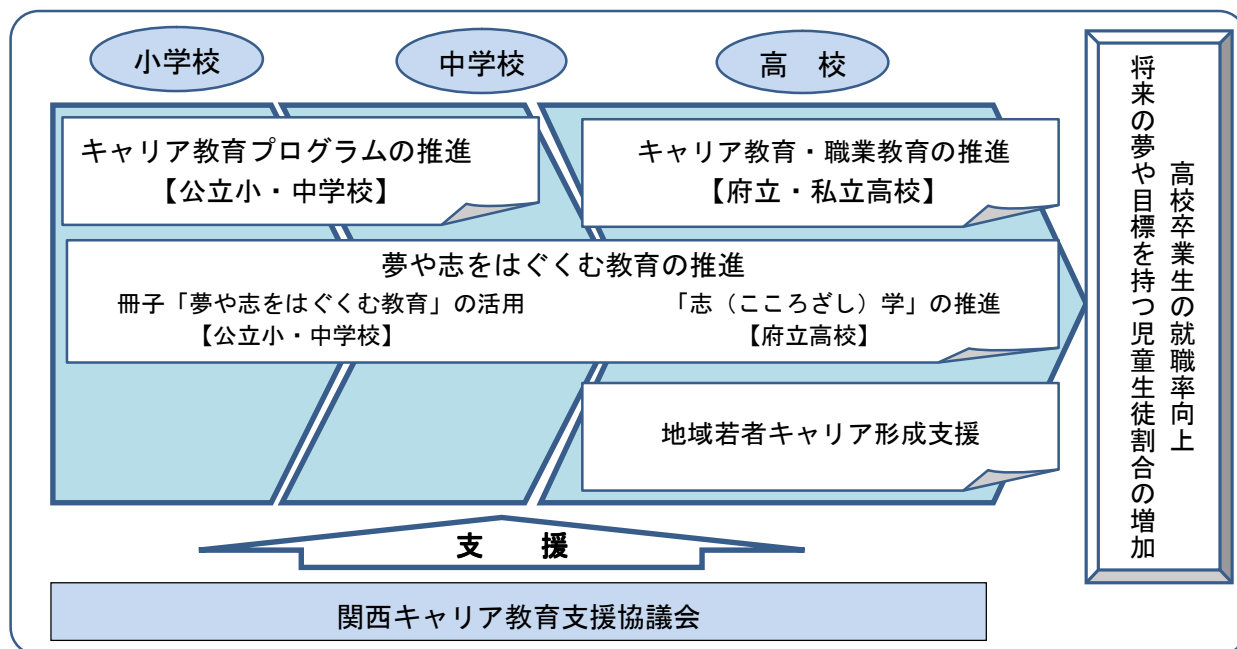 小学校
中学校
高　校
キャリア教育プログラムの推進
【公立小・中学校】
キャリア教育・職業教育の推進
【府立・私立高校】
夢や志をはぐくむ教育の推進
冊子「夢や志をはぐくむ教育」の活用
【公立小・中学校】
「志（こころざし）学」の推進
【府立高校】
地域若者キャリア形成支援
支　援
関西キャリア教育支援協議会
高校卒業生の就職率向上
将来の夢や目標を持つ児童生徒割合の増加